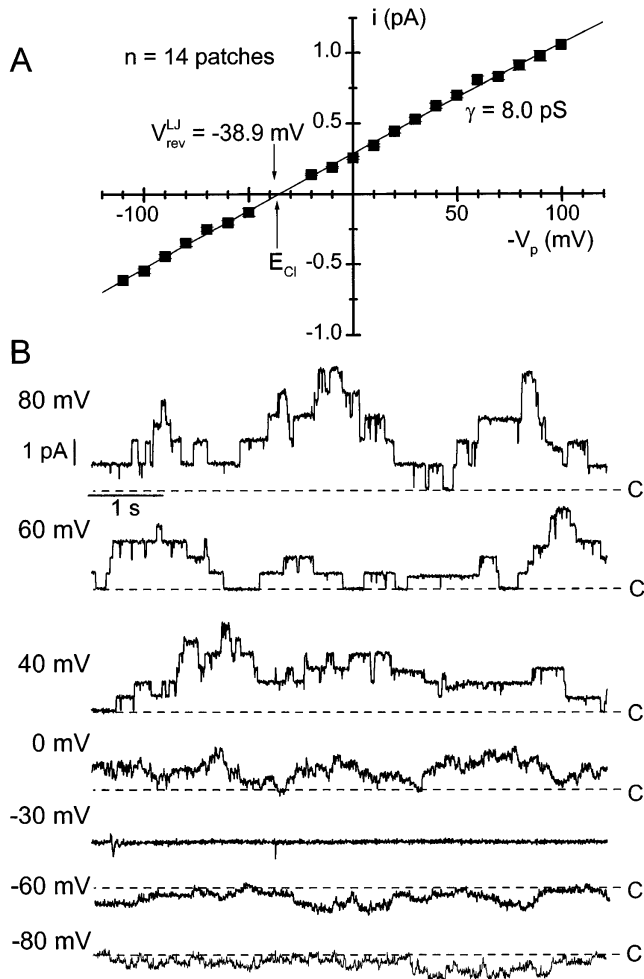 A
i (pA)
n = 14 patches
1.0
γ = 8.0 pS
0.5
V_rev^LJ = -38.9 mV
-100
50
100
-V_p (mV)
E_Cl
-0.5
-1.0
B
80 mV
1 pA
C
1 s
60 mV
C
40 mV
C
0 mV
C
-30 mV
-60 mV
C
-80 mV
C